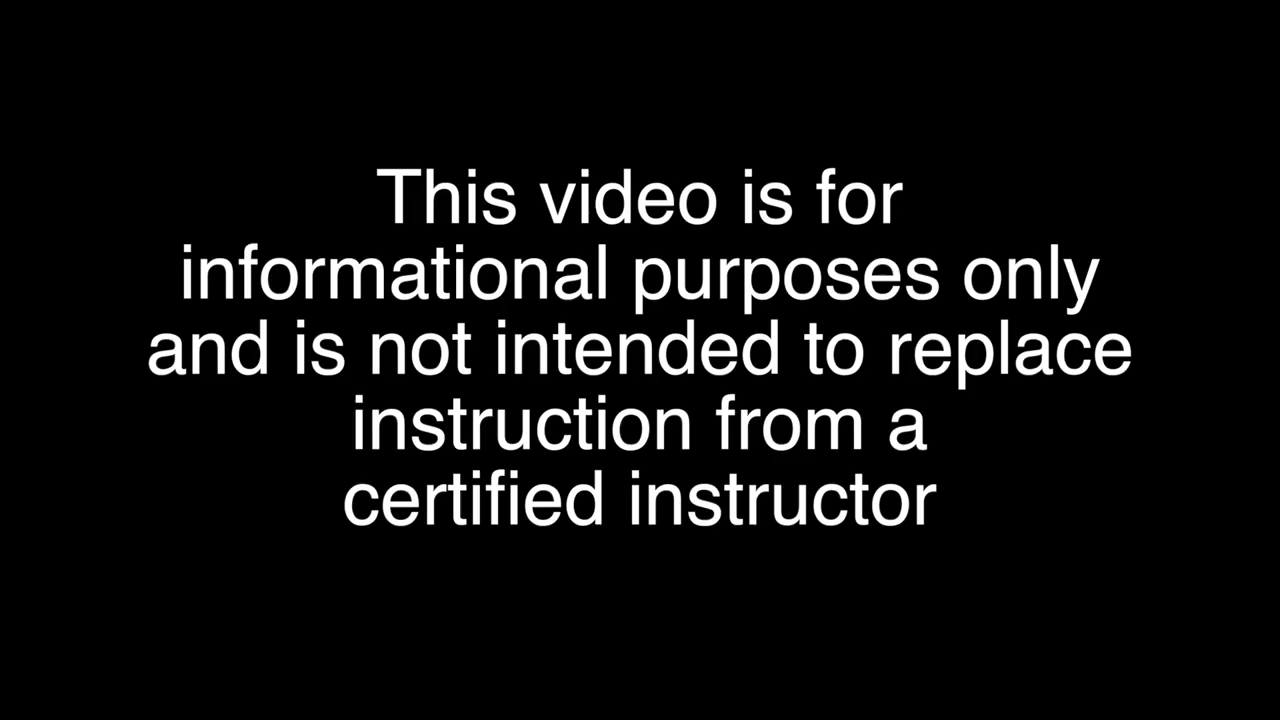 This video is for
informational purposes only
and is not intended to replace
instruction from a
certified instructor